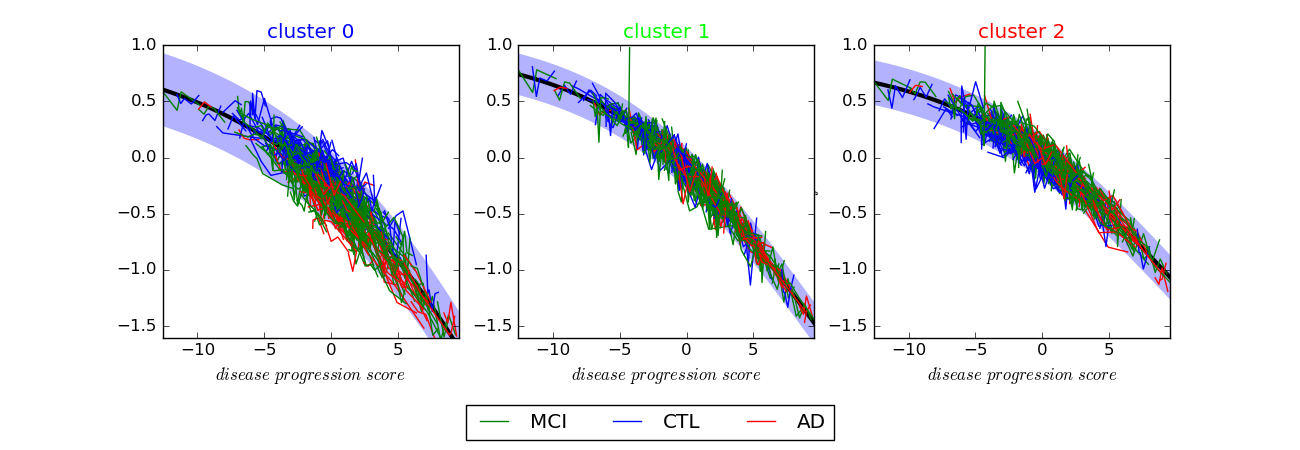 cluster 0 cluster 1 cluster 2
1.0 1.0 1.0
0.5 0.5 0.5
0.0 0.0 0.0
−0.5 −0.5 −0.5
−1.0 −1.0 −1.0
−1.5 −1.5 −1.5
−10 −5 0 5 −10 −5 0 5 −10 −5 0 5
disease progression score disease progression score disease progression score
MCI CTL AD